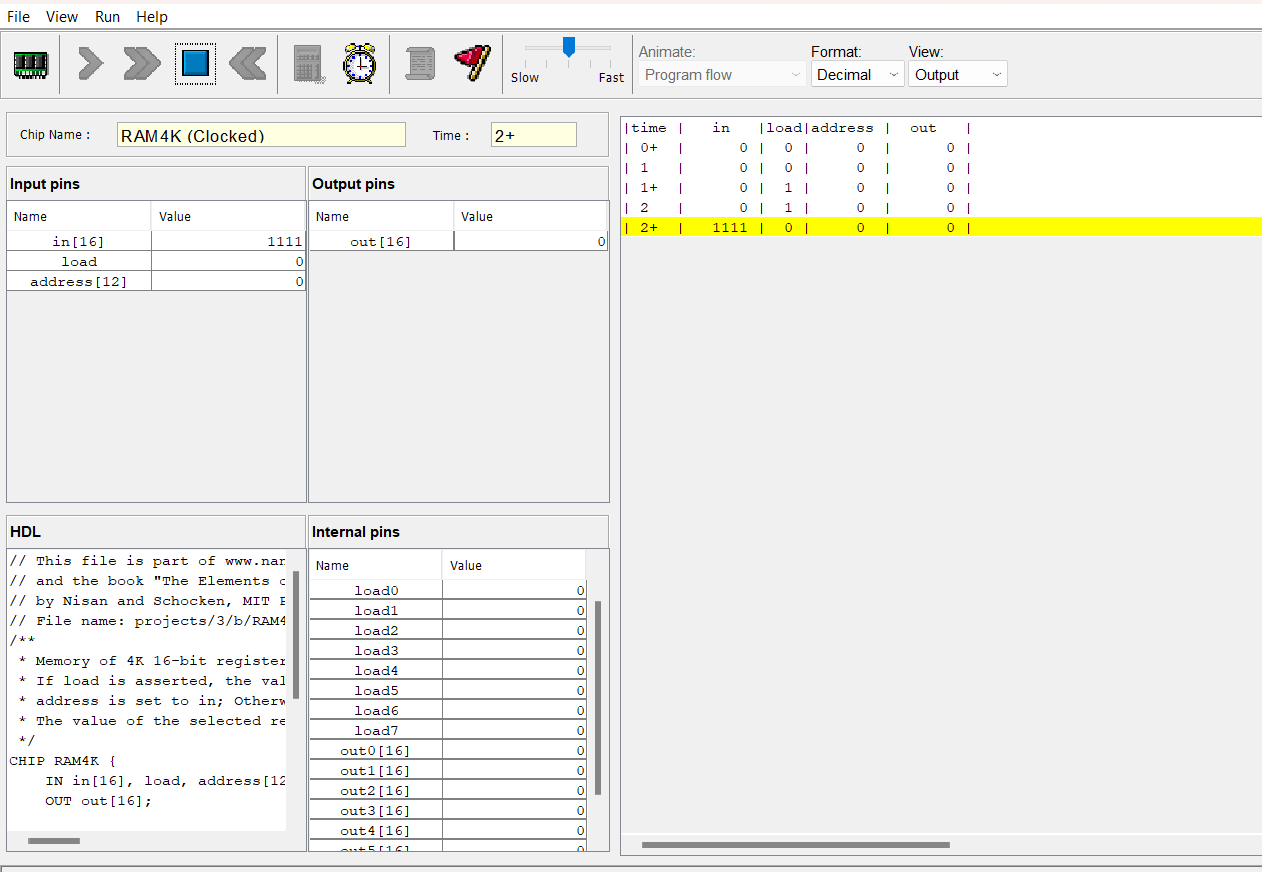 File View Run Help
Animate: Format: View:
Program flow Decimal Output
Slow Fast
Chip Name : RAM4K (Clocked) Time : 2+
Input pins
Name Value
in[16] 1111
load 0
address[12] 0
Output pins
Name Value
out[16] 0
HDL
// This file is part of www.nan
// and the book "The Elements o
// by Nisan and Schocken, MIT P
// File name: projects/3/b/RAM4
/**
* Memory of 4K 16-bit register
* If load is asserted, the val
* address is set to in; Otherw
* The value of the selected re
*/
CHIP RAM4K {
IN in[16], load, address[12
OUT out[16];
Internal pins
Name Value
load0 0
load1 0
load2 0
load3 0
load4 0
load5 0
load6 0
load7 0
out0[16] 0
out1[16] 0
out2[16] 0
out3[16] 0
out4[16] 0
out5[16] 0
|time | in |load|address | out |
| 0+ | 0 | 0 | 0 | 0 |
| 1 | 0 | 0 | 0 | 0 |
| 1+ | 0 | 1 | 0 | 0 |
| 2 | 0 | 1 | 0 | 0 |
| 2+ | 1111 | 0 | 0 | 0 |